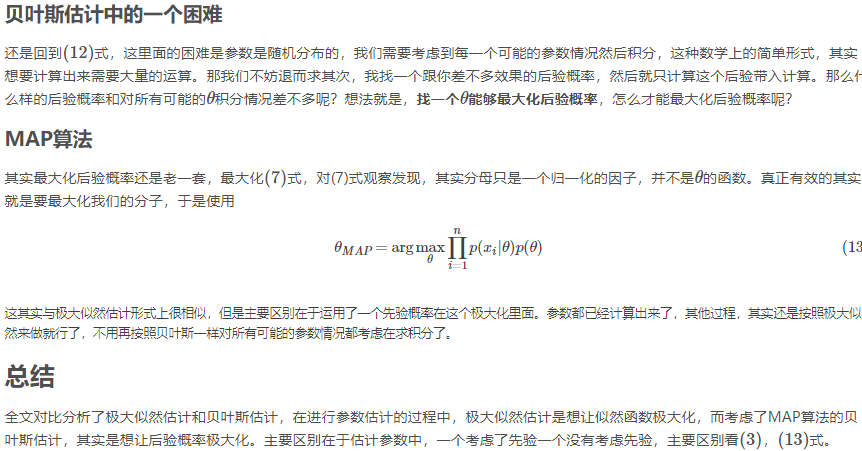 贝叶斯估计中的一个困难
还是回到(12)式，这里面的困难是参数是随机分布的，我们需要考虑到每一个可能的参数情况然后积分，这种数学上的简单形式，其实
想要计算出来需要大量的运算。那我们不妨退而求其次，我找一个跟你差不多效果的后验概率，然后就只计算这个后验带入计算。那么什
么样的后验概率和对所有可能的θ积分情况差不多呢？想法就是，找一个θ能够最大化后验概率，怎么才能最大化后验概率呢？
MAP算法
其实最大化后验概率还是老一套，最大化(7)式，对(7)式观察发现，其实分母只是一个归一化的因子，并不是θ的函数。真正有效的其实
就是要最大化我们的分子，于是使用
θ_{MAP} = arg max_θ ∏_{i=1}^{n} p(x_i|θ)p(θ) (13
这其实与极大似然估计形式上很相似，但是主要区别在于运用了一个先验概率在这个极大化里面。参数都已经计算出来了，其他过程，其实还是按照极大似
然来做就行了，不用再按照贝叶斯一样对所有可能的参数情况都考虑在求积分了。
总结
全文对比分析了极大似然估计和贝叶斯估计，在进行参数估计的过程中，极大似然估计是想让似然函数极大化，而考虑了MAP算法的贝
叶斯估计，其实是想让后验概率极大化。主要区别在于估计参数中，一个考虑了先验一个没有考虑先验，主要区别看(3)，(13)式。